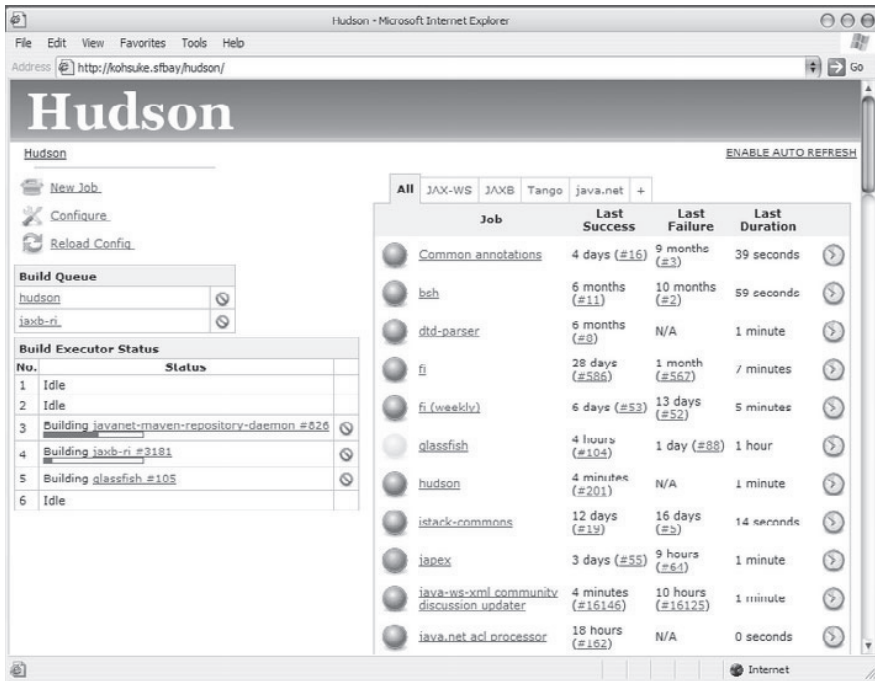 Hudson - Microsoft Internet Explorer
File Edit View Favorites Tools Help
Address http://kohsuke.sfbay/hudson/ Go
Hudson
Hudson
ENABLE AUTO REFRESH
New Job
Configure
Reload Config
Build Queue
hudson
jaxb-ri
Build Executor Status
No. Status
1 Idle
2 Idle
3 Building javanet-maven-repository-daemon #826
4 Building jaxb-ri #3181
5 Building glassfish #105
6 Idle
All JAX-WS JAXB Tango java.net +
Job Last Success Last Failure Last Duration
Common annotations 4 days (#16) 9 months (#3) 39 seconds
bsh 6 months (#11) 10 months (#2) 59 seconds
dtd-parser 6 months (#8) N/A 1 minute
fi 28 days (#586) 1 month (#567) 7 minutes
fi (weekly) 6 days (#53) 13 days (#52) 5 minutes
glassfish 4 hours (#104) 1 day (#88) 1 hour
hudson 4 minutes (#201) N/A 1 minute
istack-commons 12 days (#19) 16 days (#5) 14 seconds
japex 3 days (#55) 9 hours (#64) 1 minute
java-ws-xml community discussion updater 4 minutes (#16146) 10 hours (#16125) 1 minute
java.net acl processor 18 hours (#162) N/A 0 seconds
Internet